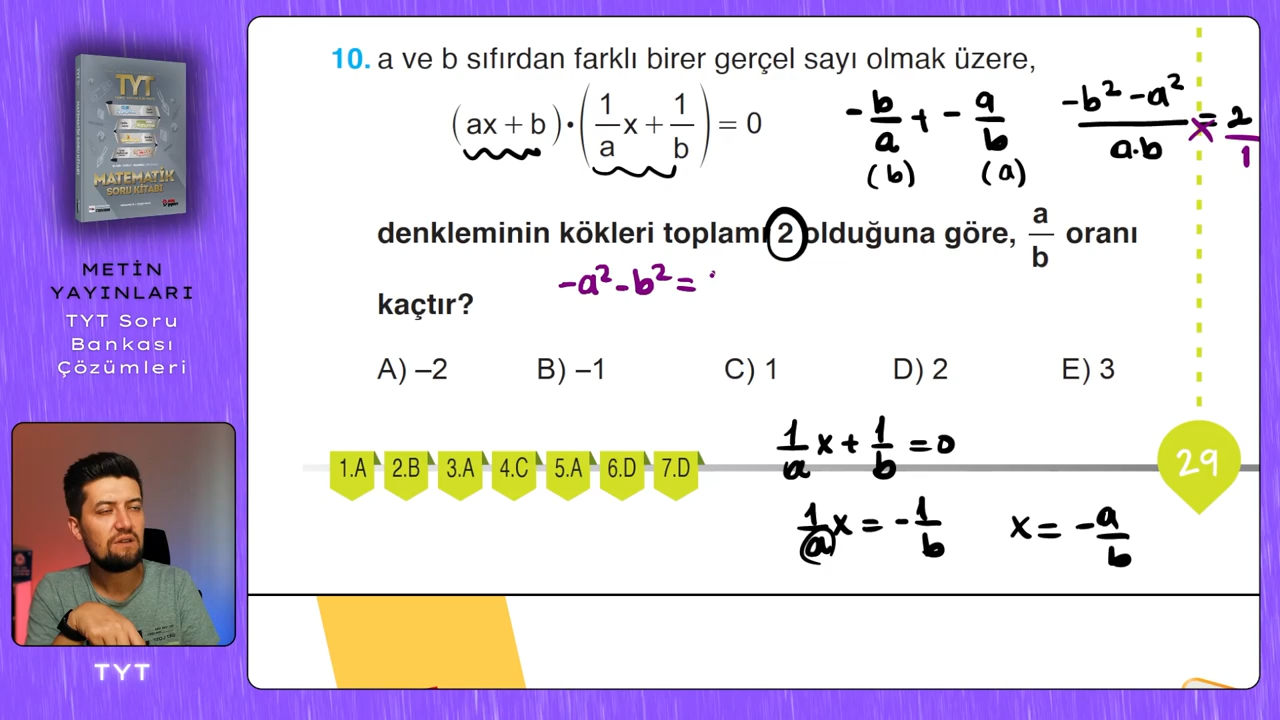 TYT
MATEMATİK
SORU KİTABI
METİN
YAYINLARI
TYT Soru
Bankası
Çözümleri
TYT
10. a ve b sıfırdan farklı birer gerçel sayı olmak üzere,
(ax + b) • (1/a x + 1/b) = 0
-b/a + -a/b
(b) (a)
-b² -a² / a.b = 2/1
denkleminin kökleri toplamı 2 olduğuna göre, a/b oranı
-a² -b² =
kaçtır?
A) –2 B) –1 C) 1 D) 2 E) 3
1/a x + 1/b = 0
1.A 2.B 3.A 4.C 5.A 6.D 7.D
29
1/a x = -1/b x = -a/b